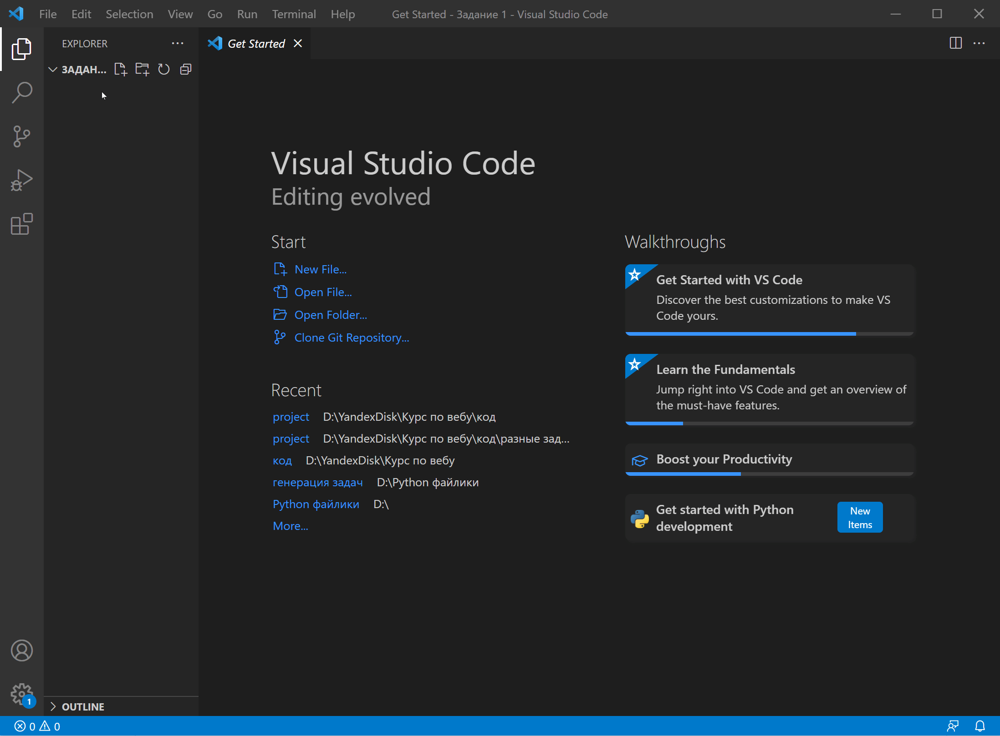 File Edit Selection View Go Run Terminal Help Get Started - Задание 1 - Visual Studio Code
EXPLORER
Get Started
ЗАДАН...
Visual Studio Code
Editing evolved
Start
New File...
Open File...
Open Folder...
Clone Git Repository...
Recent
project D:\YandexDisk\Курс по вебу\код
project D:\YandexDisk\Курс по вебу\код\разные зад...
код D:\YandexDisk\Курс по вебу
генерация задач D:\Python файлики
Python файлики D:\
More...
Walkthroughs
Get Started with VS Code
Discover the best customizations to make VS
Code yours.
Learn the Fundamentals
Jump right into VS Code and get an overview of
the must-have features.
Boost your Productivity
Get started with Python
development
New
Items
1
OUTLINE
0 0